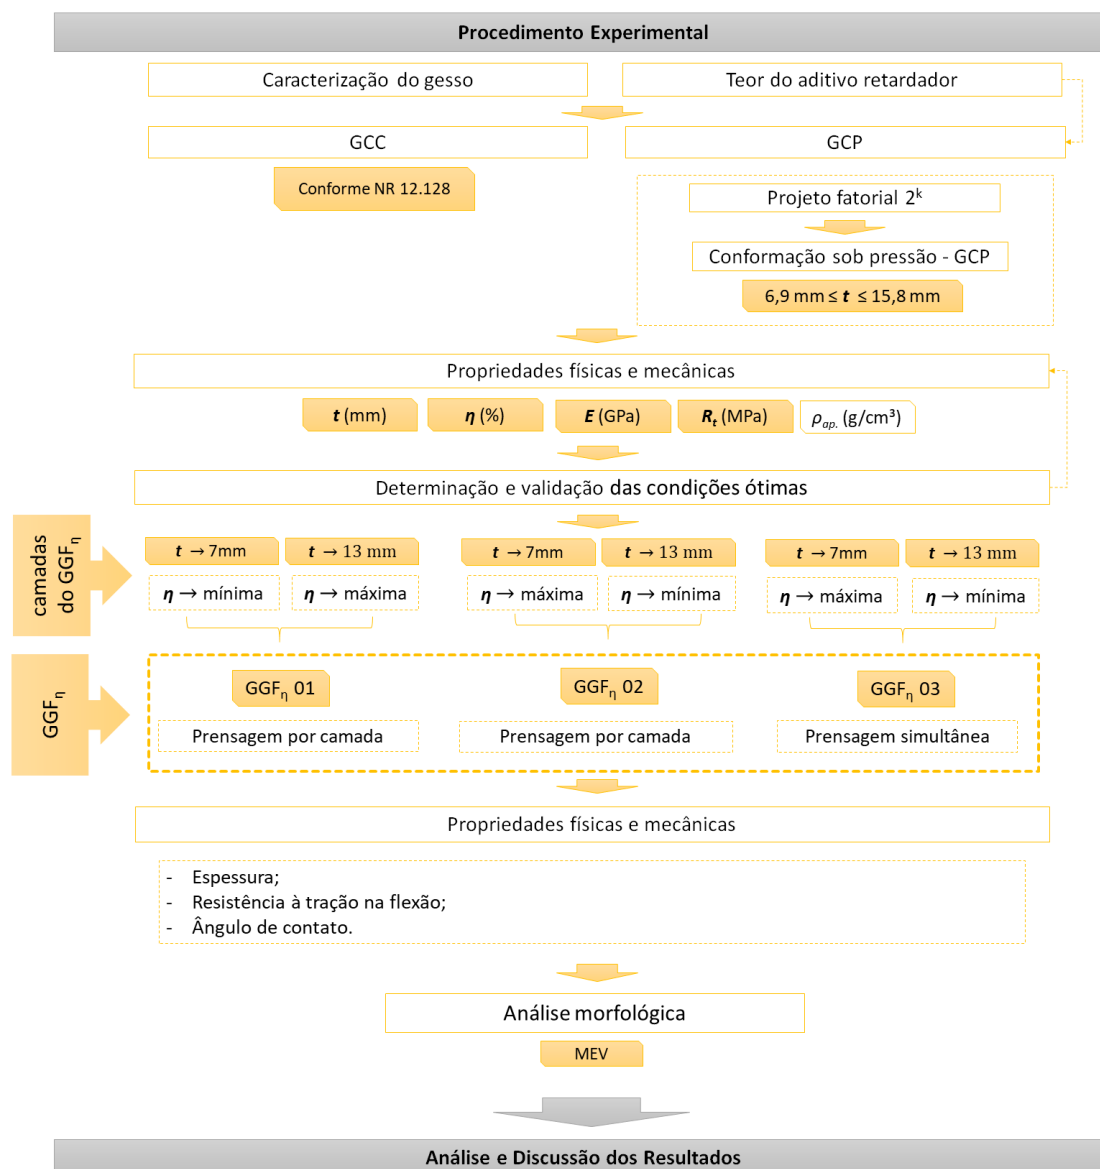 Procedimento Experimental
Caracterização do gesso
Teor do aditivo retardador
GCC
GCP
Conforme NR 12.128
Projeto fatorial 2ᵏ
Conformação sob pressão - GCP
6,9 mm ≤ t ≤ 15,8 mm
Propriedades físicas e mecânicas
t (mm)
η (%)
E (GPa)
Rₜ (MPa)
ρap. (g/cm³)
Determinação e validação das condições ótimas
camadas
do GGFη
t → 7mm
t → 13 mm
t → 7mm
t → 13 mm
t → 7mm
t → 13 mm
η → mínima
η → máxima
η → máxima
η → mínima
η → máxima
η → mínima
GGFη
GGFη 01
GGFη 02
GGFη 03
Prensagem por camada
Prensagem por camada
Prensagem simultânea
Propriedades físicas e mecânicas
- Espessura;
- Resistência à tração na flexão;
- Ângulo de contato.
Análise morfológica
MEV
Análise e Discussão dos Resultados